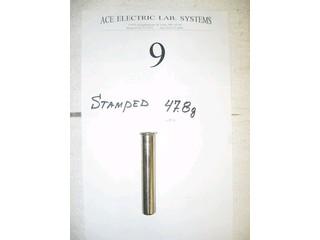 ACE ELECTRIC LAB. SYSTEMS
9
STAMPED 47.8g